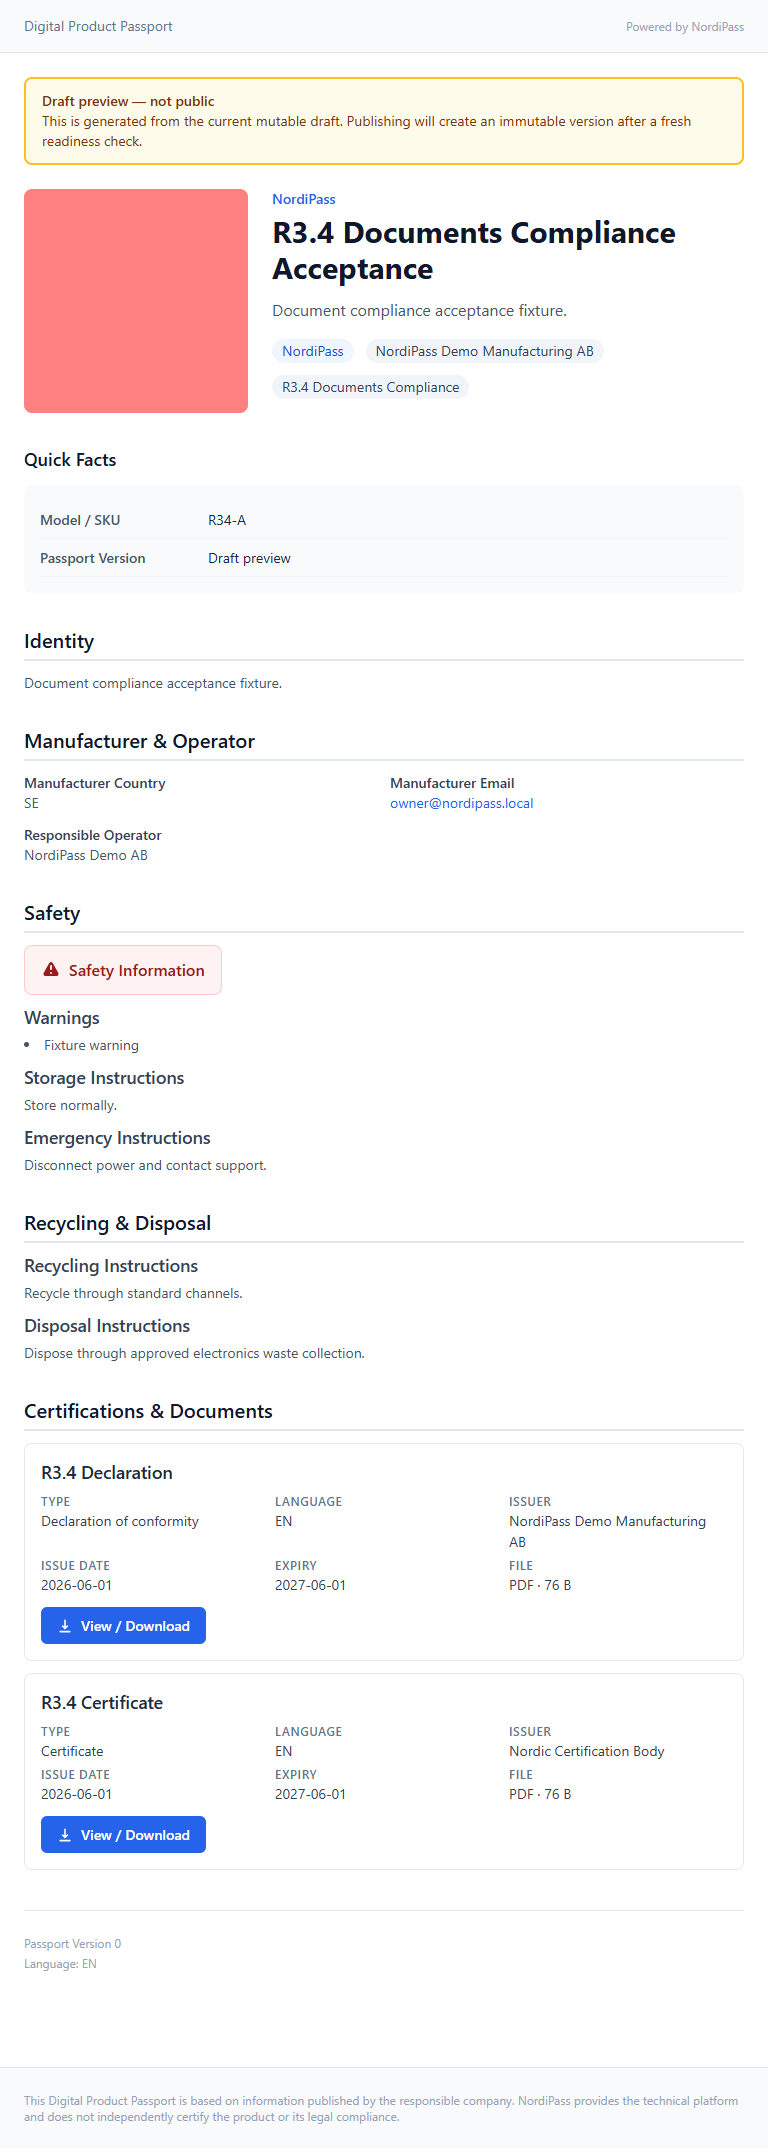 Digital Product Passport
Powered by NordiPass
Draft preview — not public
This is generated from the current mutable draft. Publishing will create an immutable version after a fresh
readiness check.
NordiPass
R3.4 Documents Compliance
Acceptance
Document compliance acceptance fixture.
NordiPass
NordiPass Demo Manufacturing AB
R3.4 Documents Compliance
Quick Facts
Model / SKU
R34-A
Passport Version
Draft preview
Identity
Document compliance acceptance fixture.
Manufacturer & Operator
Manufacturer Country
SE
Manufacturer Email
owner@nordipass.local
Responsible Operator
NordiPass Demo AB
Safety
Safety Information
Warnings
• Fixture warning
Storage Instructions
Store normally.
Emergency Instructions
Disconnect power and contact support.
Recycling & Disposal
Recycling Instructions
Recycle through standard channels.
Disposal Instructions
Dispose through approved electronics waste collection.
Certifications & Documents
R3.4 Declaration
TYPE
Declaration of conformity
LANGUAGE
EN
ISSUER
NordiPass Demo Manufacturing
AB
ISSUE DATE
2026-06-01
EXPIRY
2027-06-01
FILE
PDF · 76 B
View / Download
R3.4 Certificate
TYPE
Certificate
LANGUAGE
EN
ISSUER
Nordic Certification Body
ISSUE DATE
2026-06-01
EXPIRY
2027-06-01
FILE
PDF · 76 B
View / Download
Passport Version 0
Language: EN
This Digital Product Passport is based on information published by the responsible company. NordiPass provides the technical platform
and does not independently certify the product or its legal compliance.